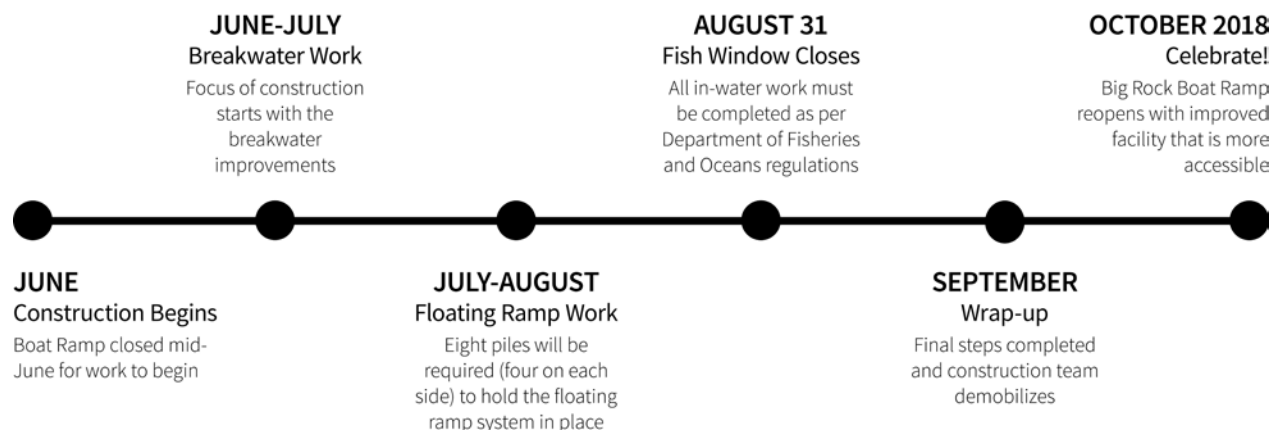 JUNE-JULY
Breakwater Work
Focus of construction
starts with the
breakwater
improvements
AUGUST 31
Fish Window Closes
All in-water work must
be completed as per
Department of Fisheries
and Oceans regulations
OCTOBER 2018
Celebrate!
Big Rock Boat Ramp
reopens with improved
facility that is more
accessible
JUNE
Construction Begins
Boat Ramp closed mid-
June for work to begin
JULY-AUGUST
Floating Ramp Work
Eight piles will be
required (four on each
side) to hold the floating
ramp system in place
SEPTEMBER
Wrap-up
Final steps completed
and construction team
demobilizes